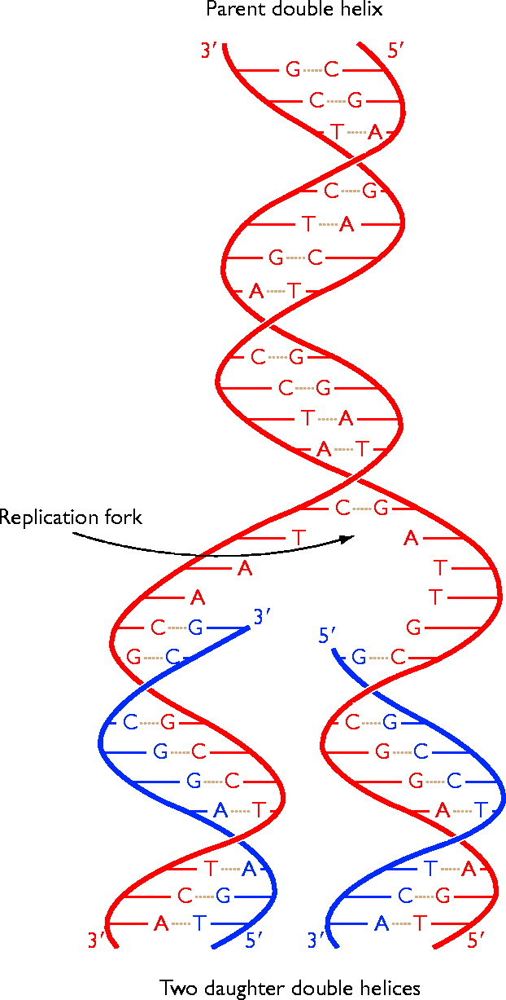 Parent double helix
3′ 5′
G C
C G
T A
C G
T A
G C
A T
C G
C G
T A
A T
C G
Replication fork
T A
A T
A T
C G 3′ G
5′
G C G C
C G C G
G C G C
G C G C
A T A T
T A T A
C G C G
A T A T
3′ 5′ 3′ 5′
Two daughter double helices